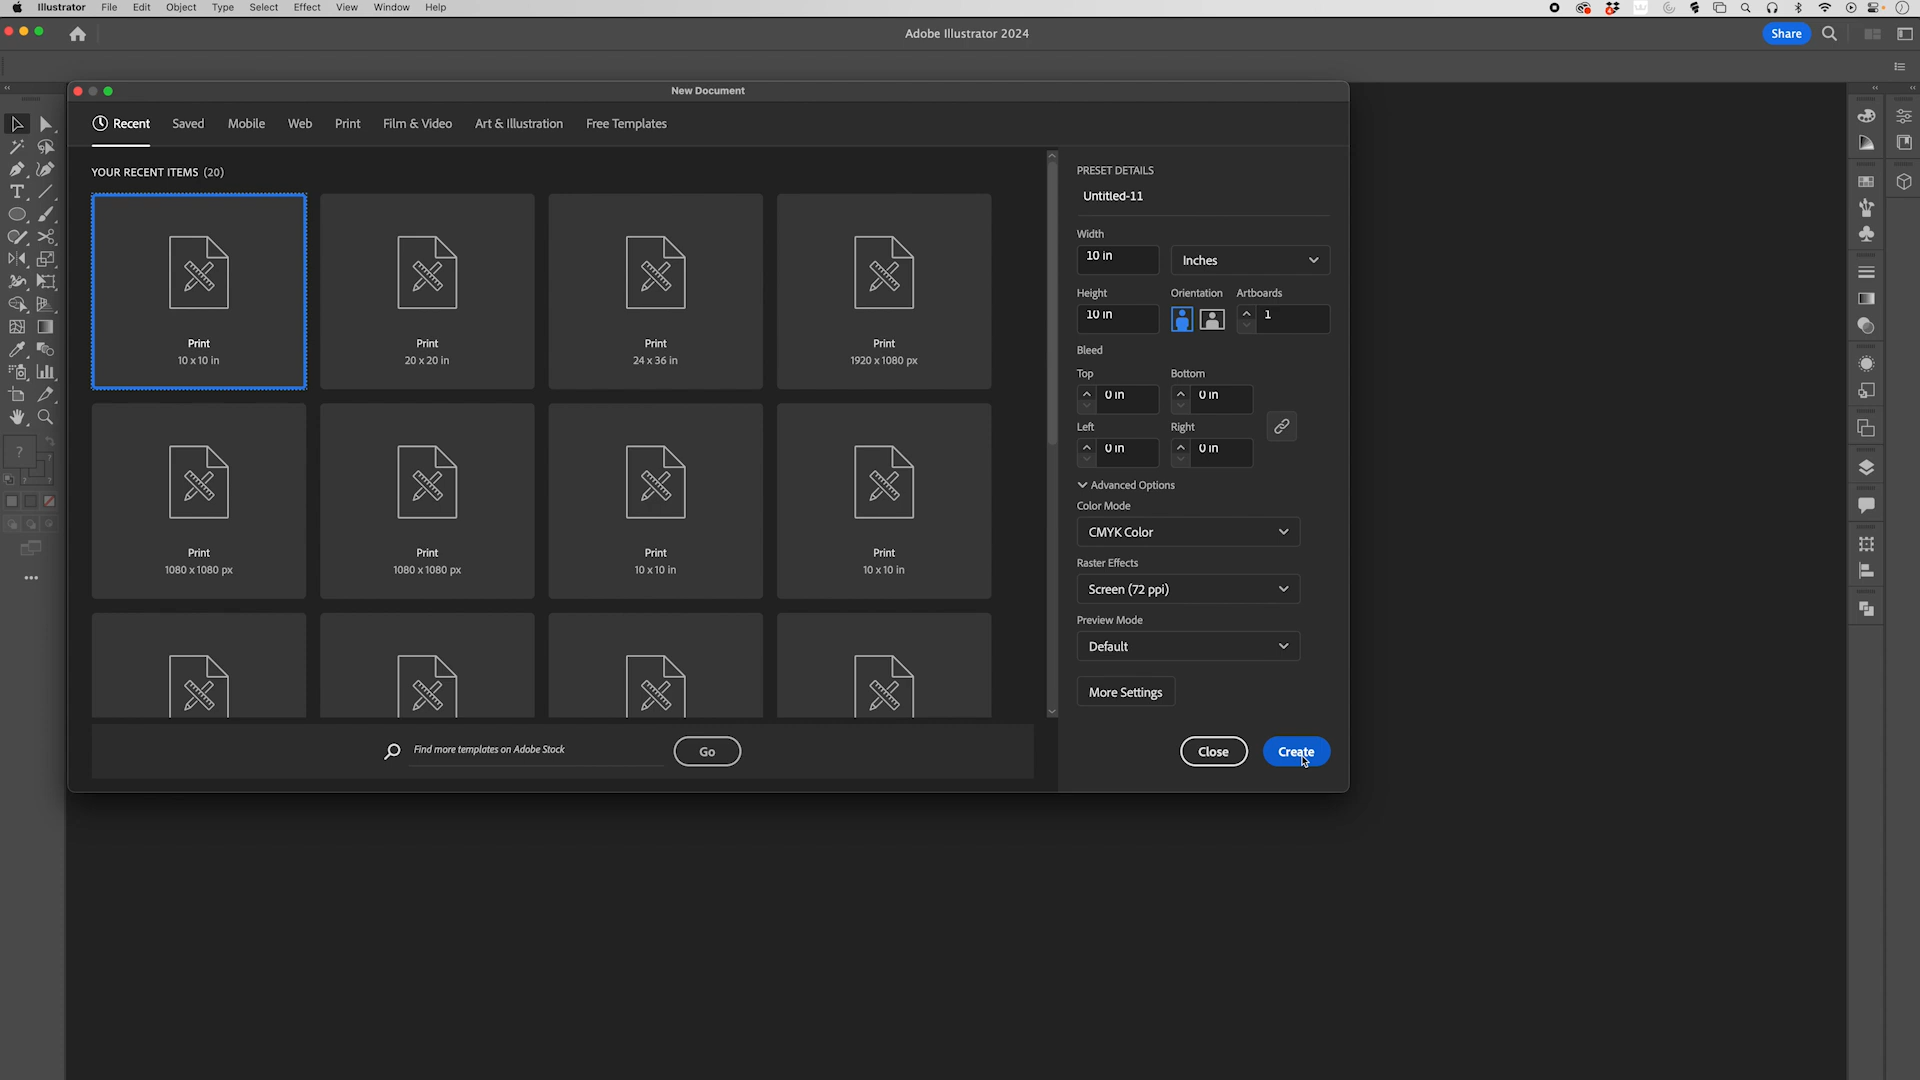 Illustrator File Edit Object Type Select Effect View Window Help
Adobe Illustrator 2024
Share
New Document
Recent Saved Mobile Web Print Film & Video Art & Illustration Free Templates
YOUR RECENT ITEMS (20)
Print
10 x 10 in
Print
20 x 20 in
Print
24 x 36 in
Print
1920 x 1080 px
Print
1080 x 1080 px
Print
1080 x 1080 px
Print
10 x 10 in
Print
10 x 10 in
Find more templates on Adobe Stock
Go
PRESET DETAILS
Untitled-11
Width
10 in
Inches
Height Orientation Artboards
10 in
1
Bleed
Top Bottom
0 in 0 in
Left Right
0 in 0 in
Advanced Options
Color Mode
CMYK Color
Raster Effects
Screen (72 ppi)
Preview Mode
Default
More Settings
Close Create
T
?